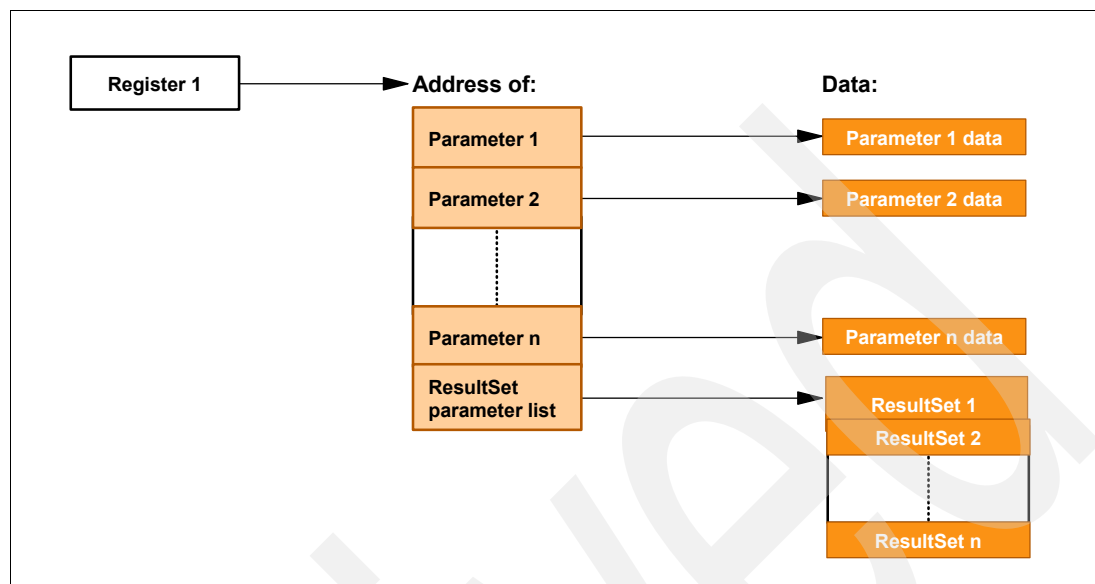 Register 1
Address of:
Data:
Parameter 1
Parameter 1 data
Parameter 2
Parameter 2 data
Parameter n
Parameter n data
ResultSet
parameter list
ResultSet 1
ResultSet 2
ResultSet n